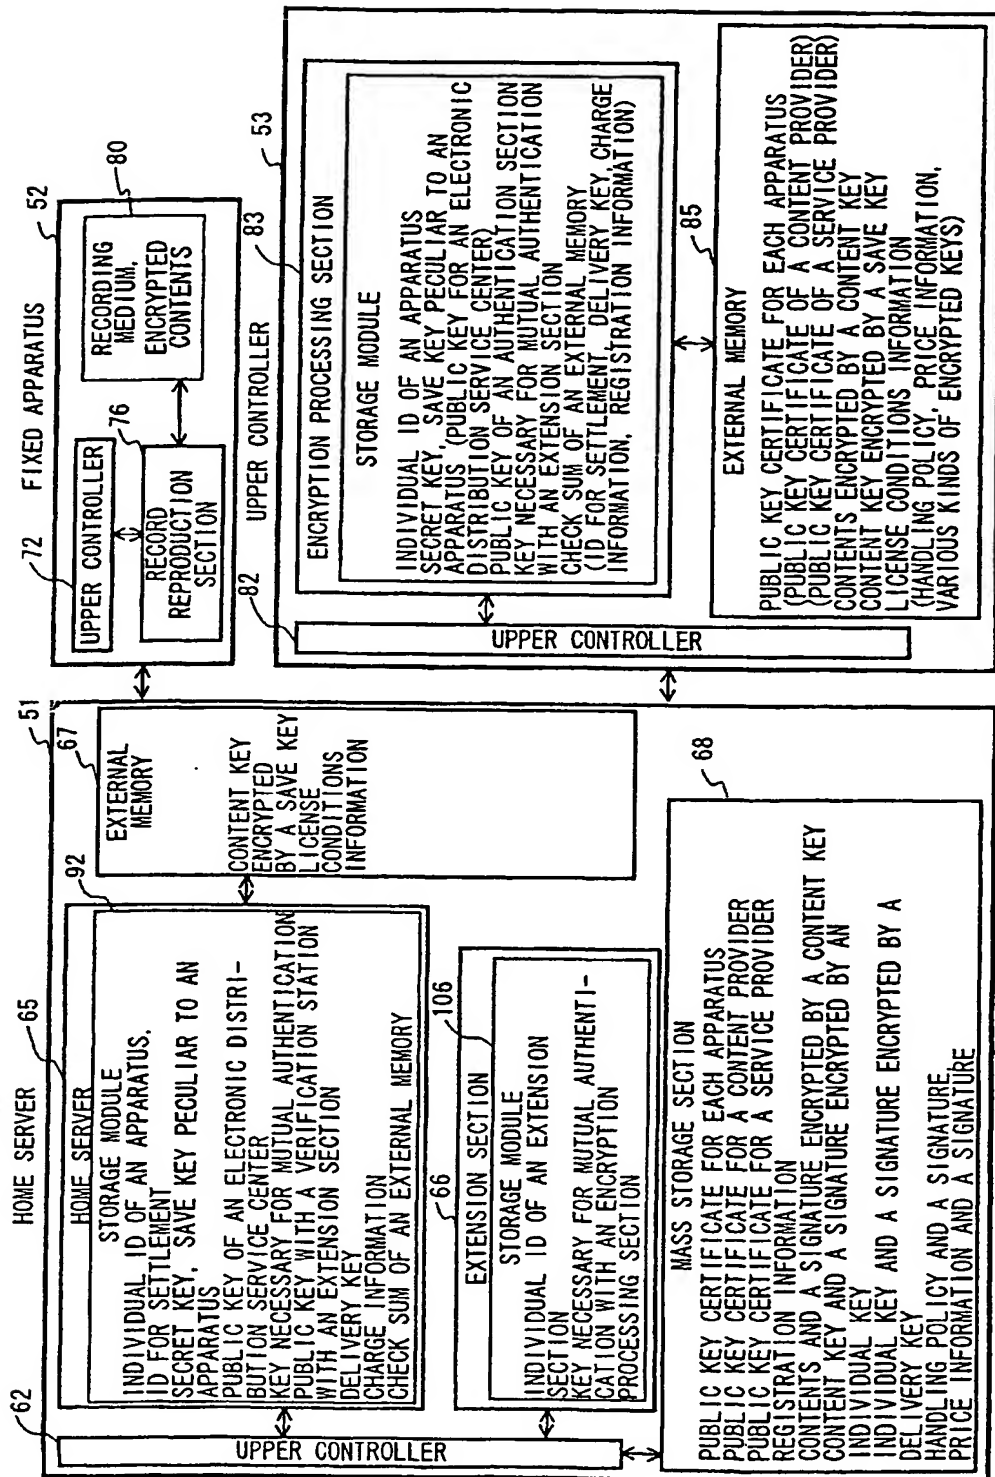 HOME SERVER
51
62
UPPER CONTROLLER
65
HOME SERVER
92
STORAGE MODULE
INDIVIDUAL ID OF AN APPARATUS.
ID FOR SETTLEMENT
SECRET KEY, SAVE KEY PECULIAR TO AN
APPARATUS
PUBLIC KEY OF AN ELECTRONIC DISTRI-
BUTION SERVICE CENTER
KEY NECESSARY FOR MUTUAL AUTHENTICATION
PUBLIC KEY WITH A VERIFICATION STATION
WITH AN EXTENSION SECTION
DELIVERY KEY
CHARGE INFORMATION
CHECK SUM OF AN EXTERNAL MEMORY
67
EXTERNAL
MEMORY
CONTENT KEY
ENCRYPTED
BY A SAVE KEY
LICENSE
CONDITIONS
INFORMATION
66
EXTENSION SECTION
106
STORAGE MODULE
INDIVIDUAL ID OF AN EXTENSION
SECTION
KEY NECESSARY FOR MUTUAL AUTHENTI-
CATION WITH AN ENCRYPTION
PROCESSING SECTION
68
MASS STORAGE SECTION
PUBLIC KEY CERTIFICATE FOR EACH APPARATUS
PUBLIC KEY CERTIFICATE FOR A CONTENT PROVIDER
PUBLIC KEY CERTIFICATE FOR A SERVICE PROVIDER
REGISTRATION INFORMATION
CONTENTS AND A SIGNATURE ENCRYPTED BY A CONTENT KEY
CONTENT KEY AND A SIGNATURE ENCRYPTED BY AN
INDIVIDUAL KEY
INDIVIDUAL KEY AND A SIGNATURE ENCRYPTED BY A
DELIVERY KEY
HANDLING POLICY AND A SIGNATURE,
PRICE INFORMATION AND A SIGNATURE
FIXED APPARATUS
52
72
UPPER CONTROLLER
76
RECORD
REPRODUCTION
SECTION
80
RECORDING
MEDIUM,
ENCRYPTED
CONTENTS
UPPER CONTROLLER
53
82
UPPER CONTROLLER
83
ENCRYPTION PROCESSING SECTION
STORAGE MODULE
INDIVIDUAL ID OF AN APPARATUS
SECRET KEY, SAVE KEY PECULIAR TO AN
APPARATUS (PUBLIC KEY FOR AN ELECTRONIC
DISTRIBUTION SERVICE CENTER)
PUBLIC KEY OF AN AUTHENTICATION SECTION
KEY NECESSARY FOR MUTUAL AUTHENTICATION
WITH AN EXTENSION SECTION
CHECK SUM OF AN EXTERNAL MEMORY
(ID FOR SETTLEMENT, DELIVERY KEY, CHARGE
INFORMATION, REGISTRATION INFORMATION)
85
EXTERNAL MEMORY
PUBLIC KEY CERTIFICATE FOR EACH APPARATUS
(PUBLIC KEY CERTIFICATE OF A CONTENT PROVIDER)
(PUBLIC KEY CERTIFICATE OF A SERVICE PROVIDER)
CONTENTS ENCRYPTED BY A CONTENT KEY
CONTENT KEY ENCRYPTED BY A SAVE KEY
LICENSE CONDITIONS INFORMATION
(HANDLING POLICY, PRICE INFORMATION,
VARIOUS KINDS OF ENCRYPTED KEYS)